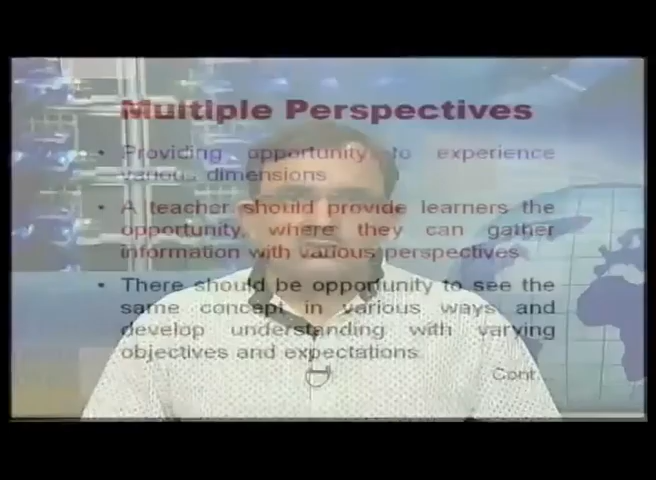 Multiple Perspectives
• Providing opportunity to experience
various dimensions
• A teacher should provide learners the
opportunity, where they can gather
information with various perspectives
• There should be opportunity to see the
same concept in various ways and
develop understanding with varying
objectives and expectations.
Cont..